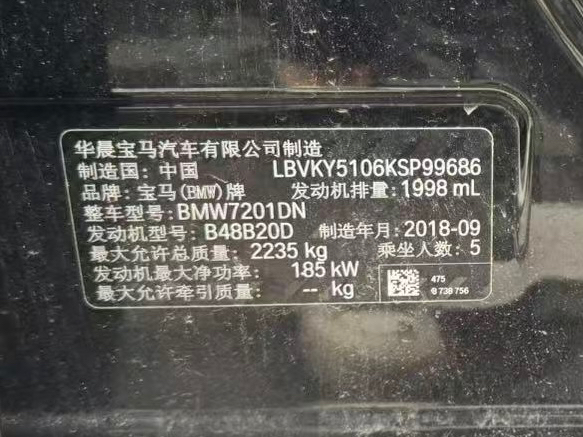 华晨宝马汽车有限公司制造
制造国: 中国 LBVKY5106KSP99686
品牌: 宝马(BMW)牌 发动机排量: 1998 mL
整车型号: BMW7201DN
发动机型号: B48B20D 制造年月: 2018-09
最大允许总质量: 2235 kg 乘坐人数: 5
发动机最大净功率: 185 kW
最大允许牵引质量: -- kg
475
9 739 756